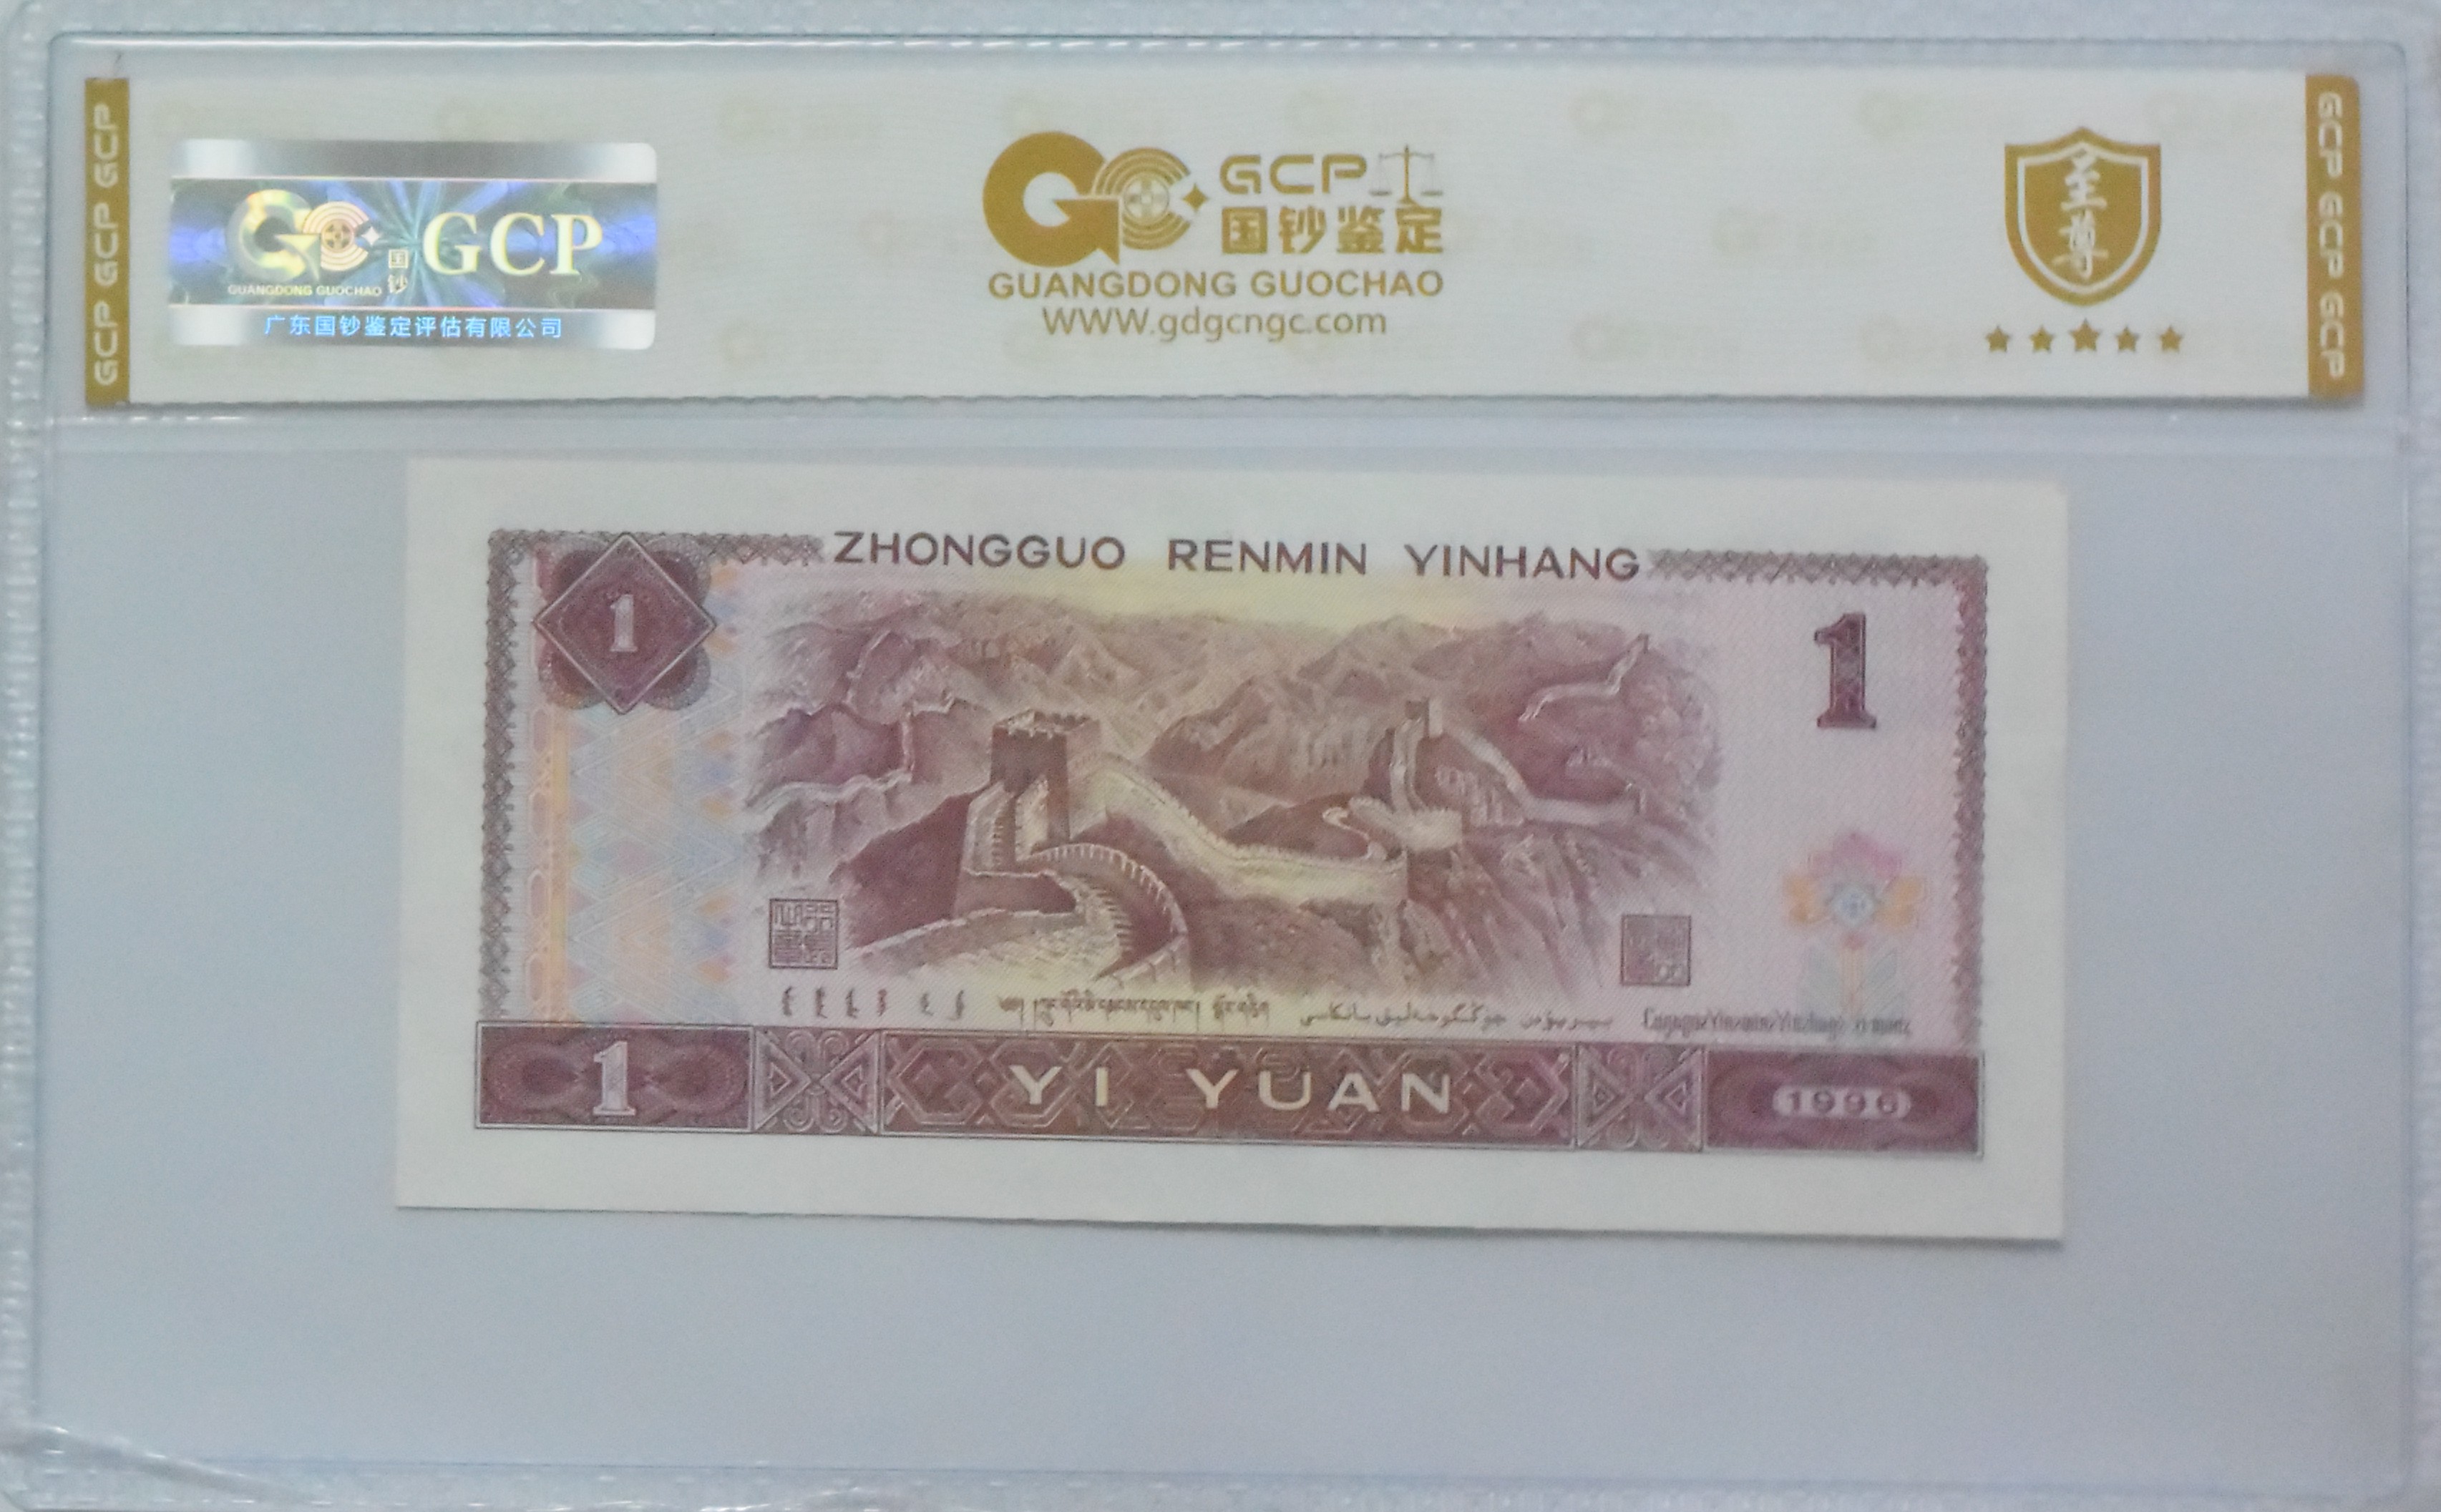 GCP GCP GCP
GUANGDONG GUOCHAO
国钞
GCP
广东国钞鉴定评估有限公司
GCP
国钞鉴定
GUANGDONG GUOCHAO
WWW.gdgcngc.com
至尊
GCP GCP GCP
ZHONGGUO RENMIN YINHANG
1
1
1
YI YUAN
1996